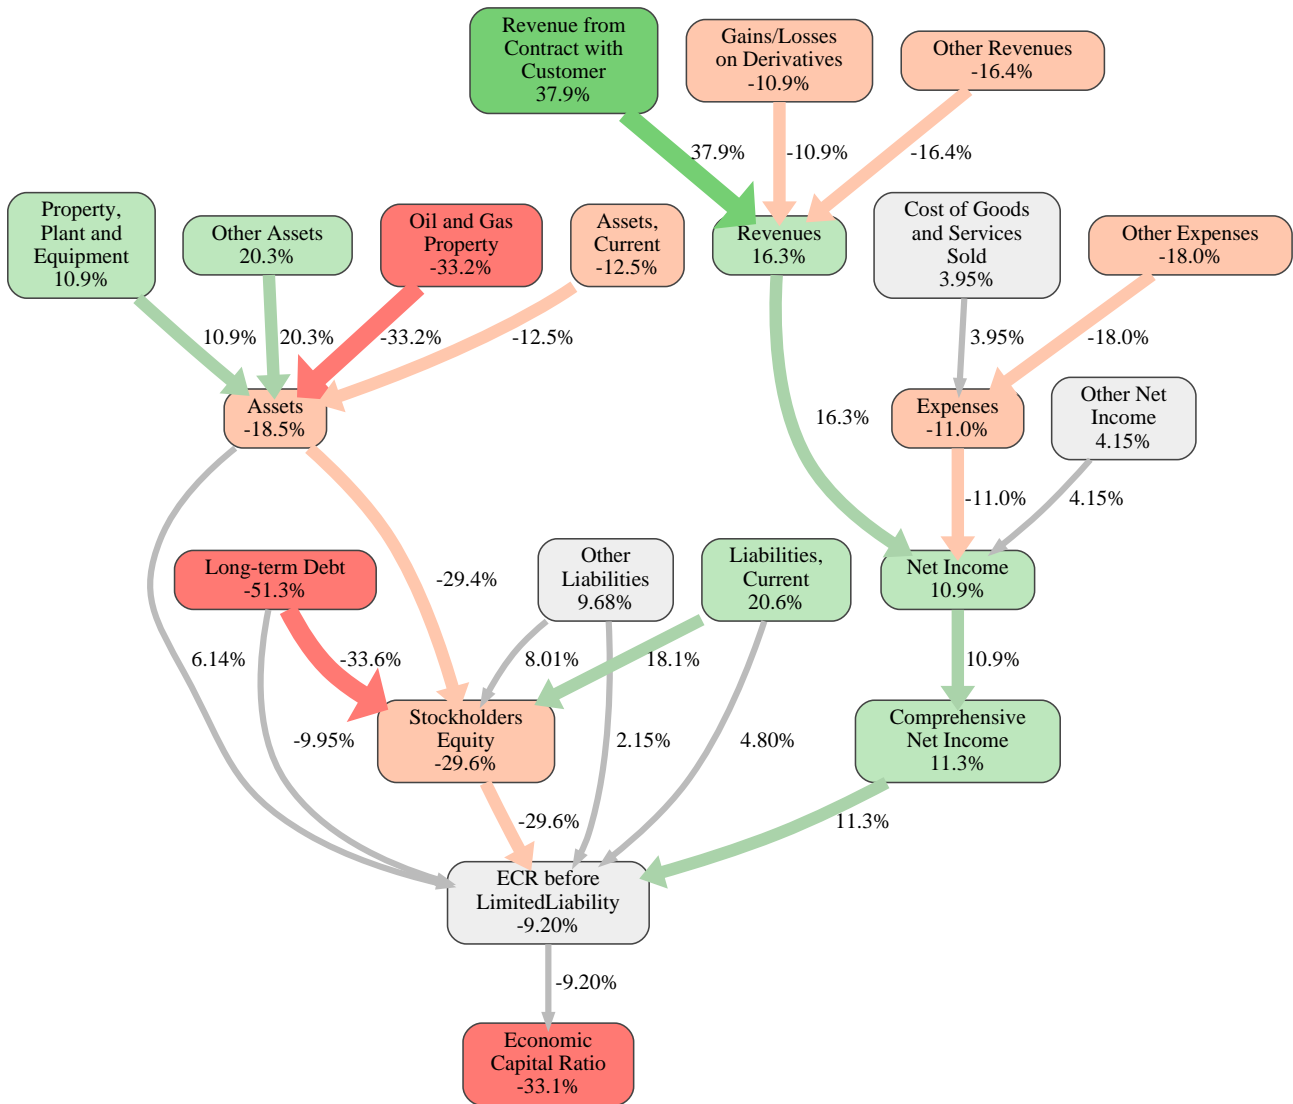 Revenue from
Contract with
Customer
37.9%
Gains/Losses
on Derivatives
-10.9%
Other Revenues
-16.4%
37.9%
-10.9%
-16.4%
Property,
Plant and
Equipment
10.9%
Other Assets
20.3%
Oil and Gas
Property
-33.2%
Assets,
Current
-12.5%
Revenues
16.3%
Cost of Goods
and Services
Sold
3.95%
Other Expenses
-18.0%
10.9%
20.3%
-33.2%
-12.5%
3.95%
-18.0%
Assets
-18.5%
16.3%
Expenses
-11.0%
Other Net
Income
4.15%
-11.0%
4.15%
Long-term Debt
-51.3%
-29.4%
Other
Liabilities
9.68%
Liabilities,
Current
20.6%
Net Income
10.9%
6.14%
-33.6%
8.01%
18.1%
10.9%
-9.95%
Stockholders
Equity
-29.6%
2.15%
4.80%
Comprehensive
Net Income
11.3%
-29.6%
11.3%
ECR before
LimitedLiability
-9.20%
-9.20%
Economic
Capital Ratio
-33.1%